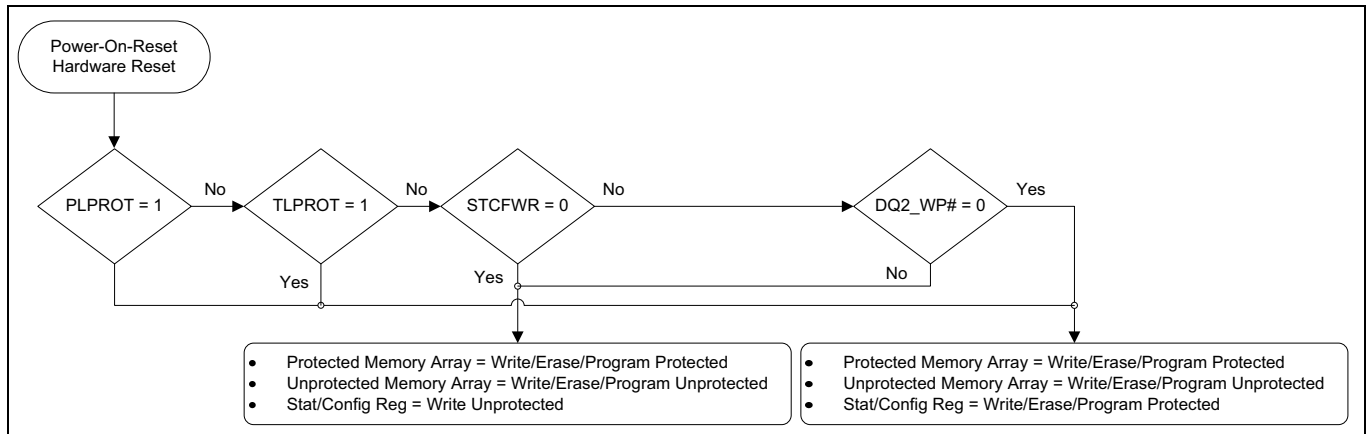 Power-On-Reset
Hardware Reset
PLPROT = 1
No
TLPROT = 1
No
STCFWR = 0
No
DQ2_WP# = 0
Yes
Yes
Yes
No
• Protected Memory Array = Write/Erase/Program Protected
• Unprotected Memory Array = Write/Erase/Program Unprotected
• Stat/Config Reg = Write Unprotected
• Protected Memory Array = Write/Erase/Program Protected
• Unprotected Memory Array = Write/Erase/Program Unprotected
• Stat/Config Reg = Write/Erase/Program Protected